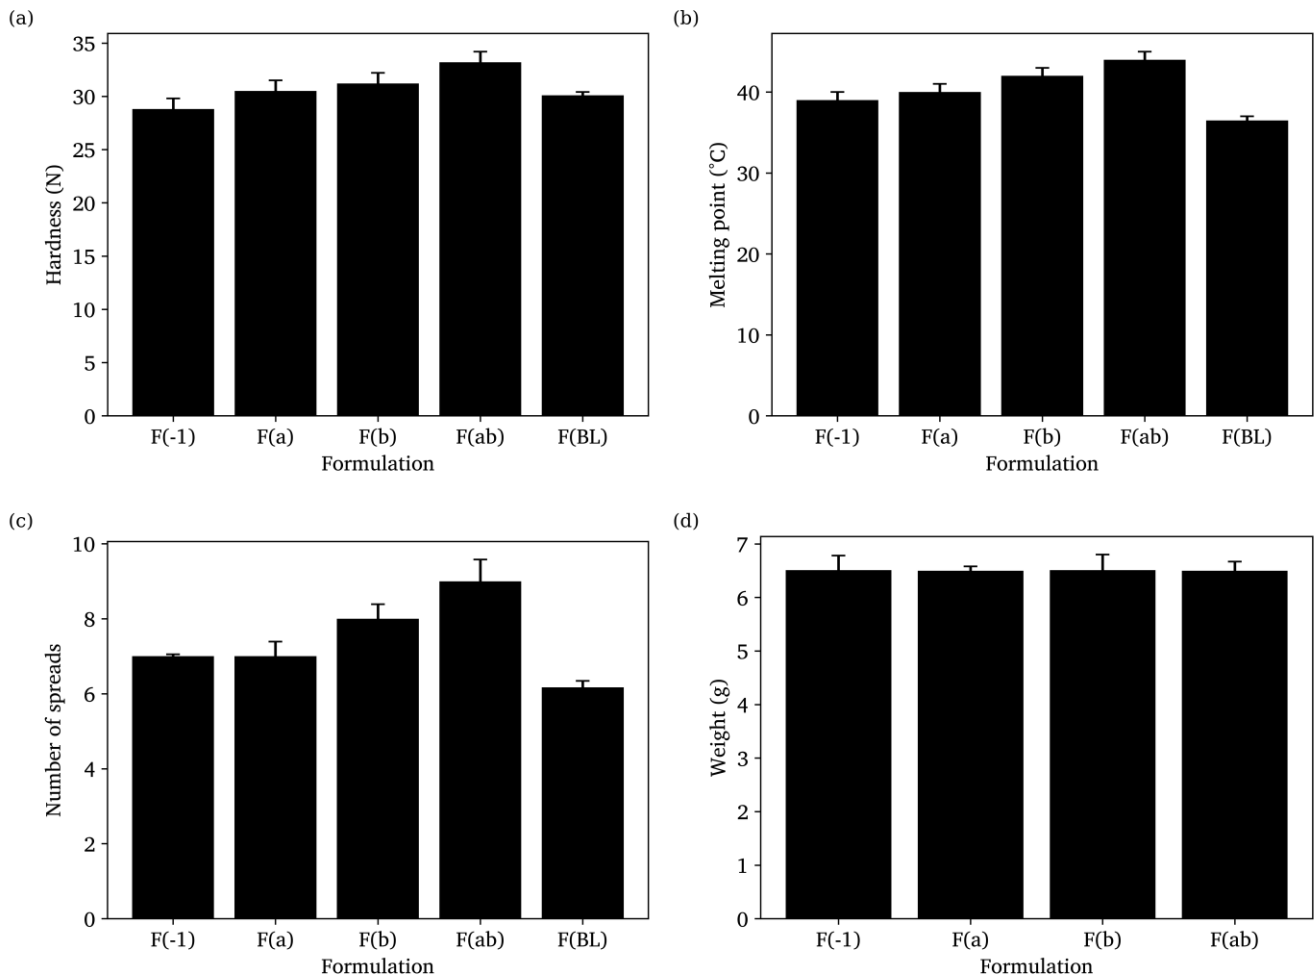 (a)
35
30
25
20
15
10
5
0
Hardness (N)
F(-1) F(a) F(b) F(ab) F(BL)
Formulation
(b)
40
30
20
10
0
Melting point (°C)
F(-1) F(a) F(b) F(ab) F(BL)
Formulation
(c)
10
8
6
4
2
0
Number of spreads
F(-1) F(a) F(b) F(ab) F(BL)
Formulation
(d)
7
6
5
4
3
2
1
0
Weight (g)
F(-1) F(a) F(b) F(ab)
Formulation